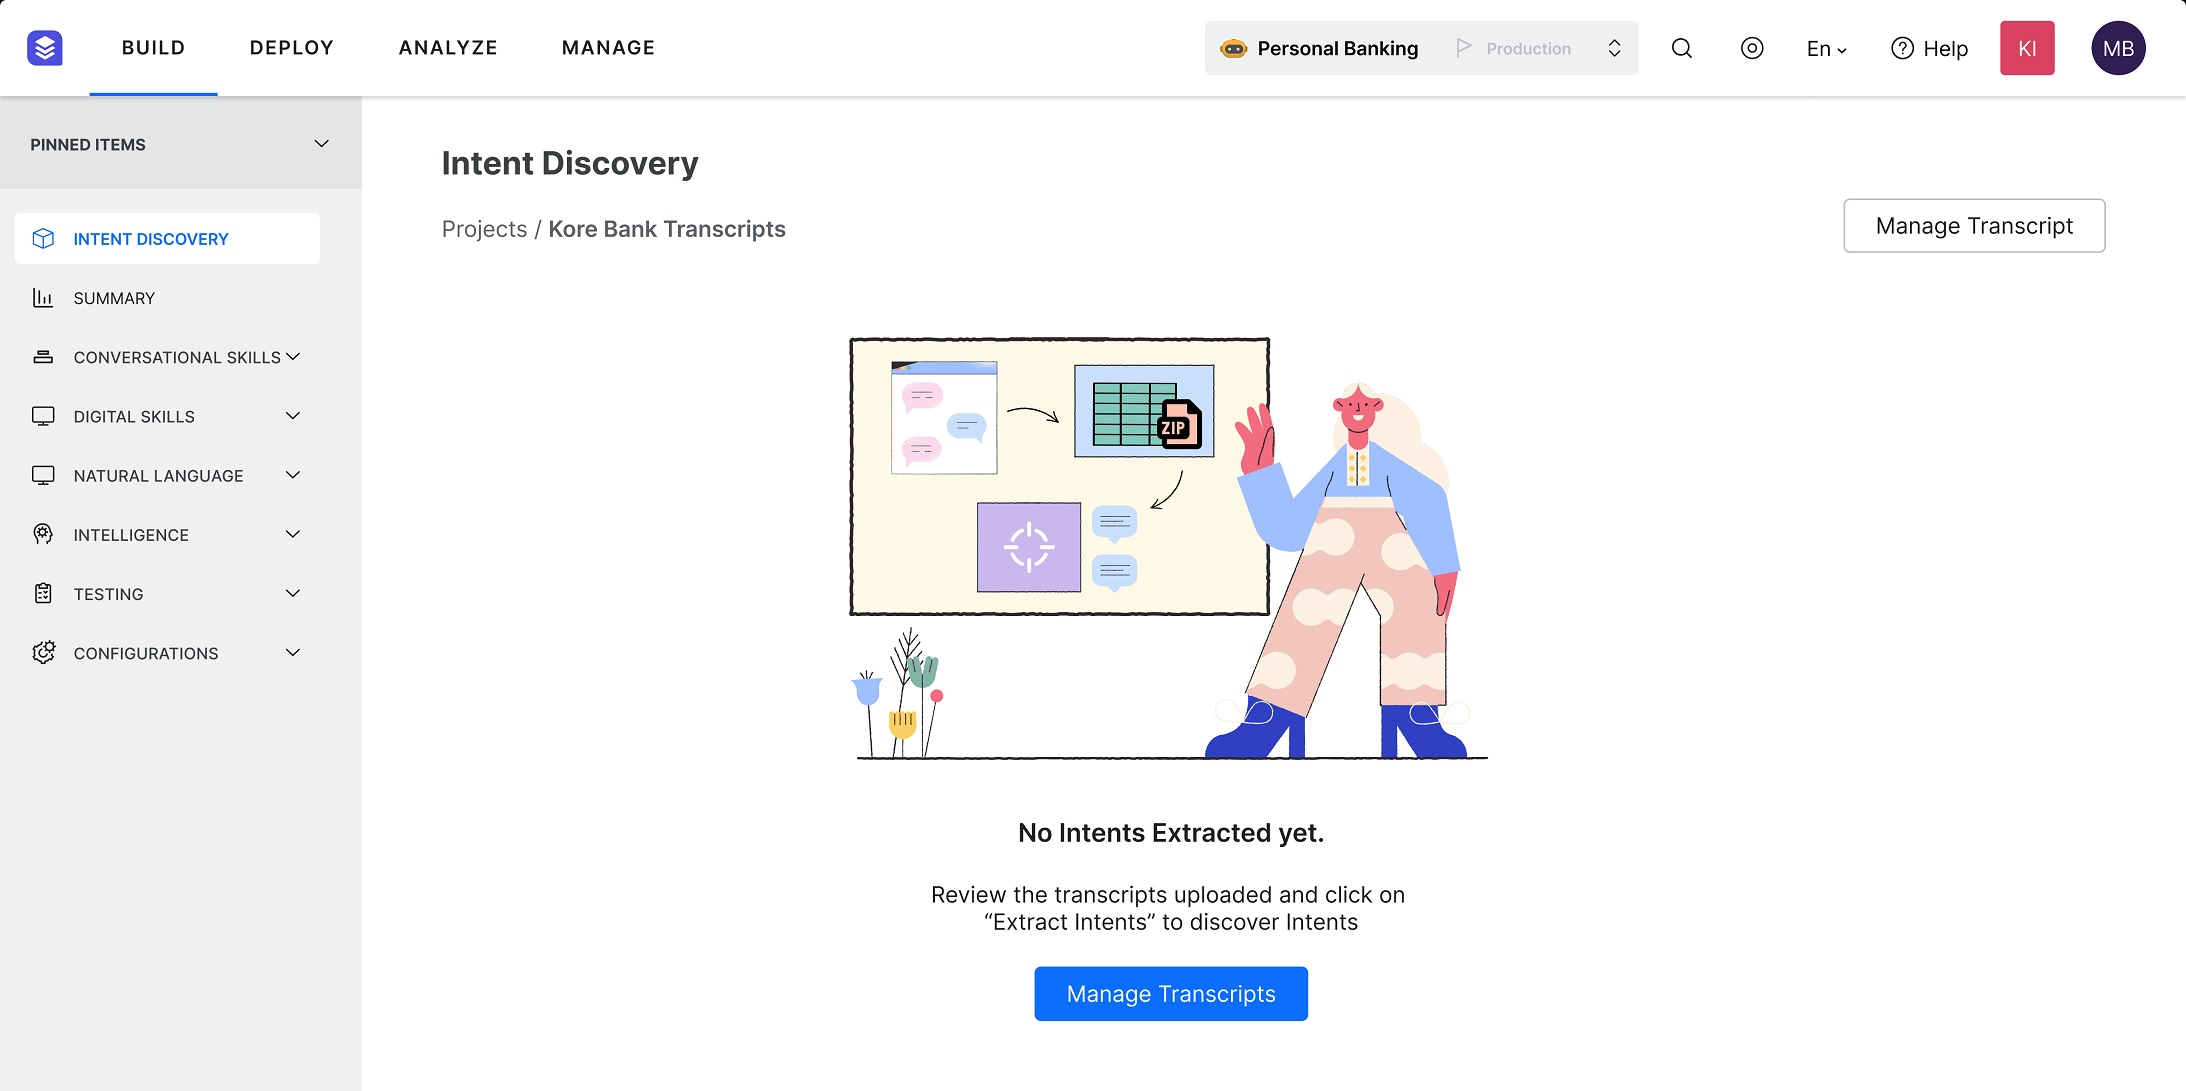 BUILD
DEPLOY
ANALYZE
MANAGE
Personal Banking
Production
En
Help
KI
MB
PINNED ITEMS
INTENT DISCOVERY
SUMMARY
CONVERSATIONAL SKILLS
DIGITAL SKILLS
NATURAL LANGUAGE
INTELLIGENCE
TESTING
CONFIGURATIONS
Intent Discovery
Projects / Kore Bank Transcripts
Manage Transcript
ZIP
No Intents Extracted yet.
Review the transcripts uploaded and click on
“Extract Intents” to discover Intents
Manage Transcripts